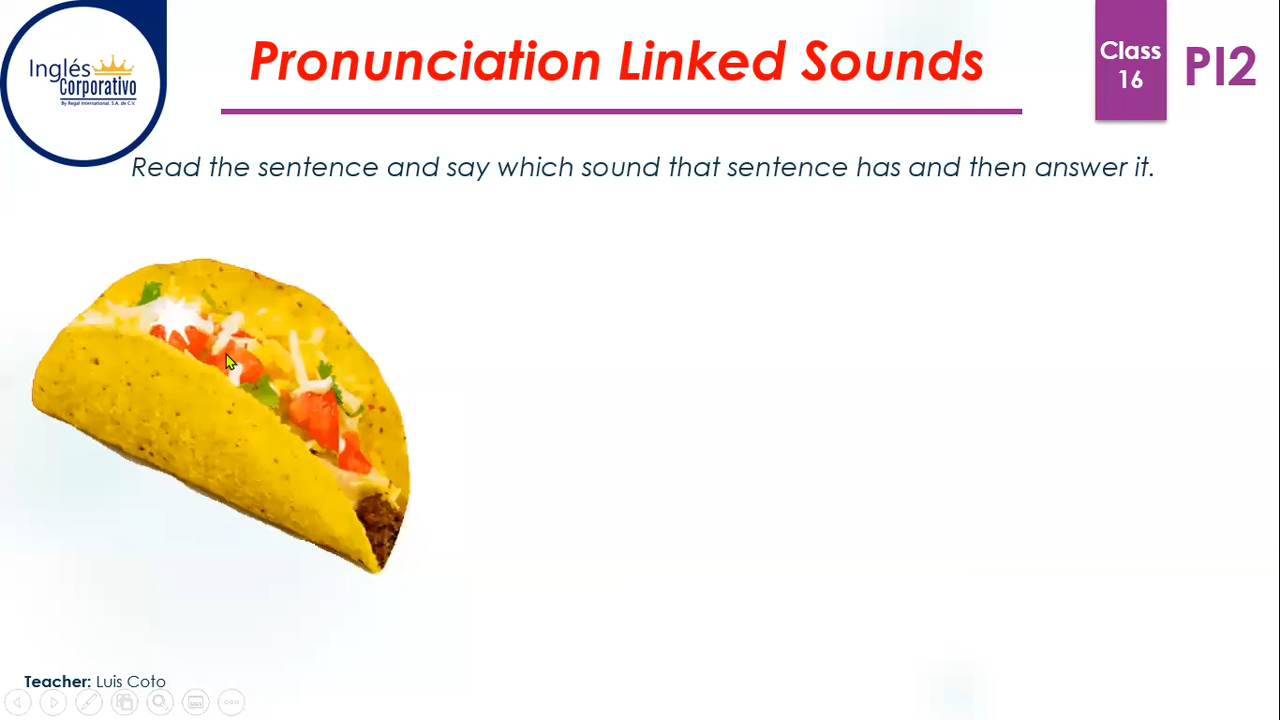 Inglés
Corporativo
By Regal International, S.A. de C.V.
Pronunciation Linked Sounds
Class
16
PI2
Read the sentence and say which sound that sentence has and then answer it.
Teacher: Luis Coto